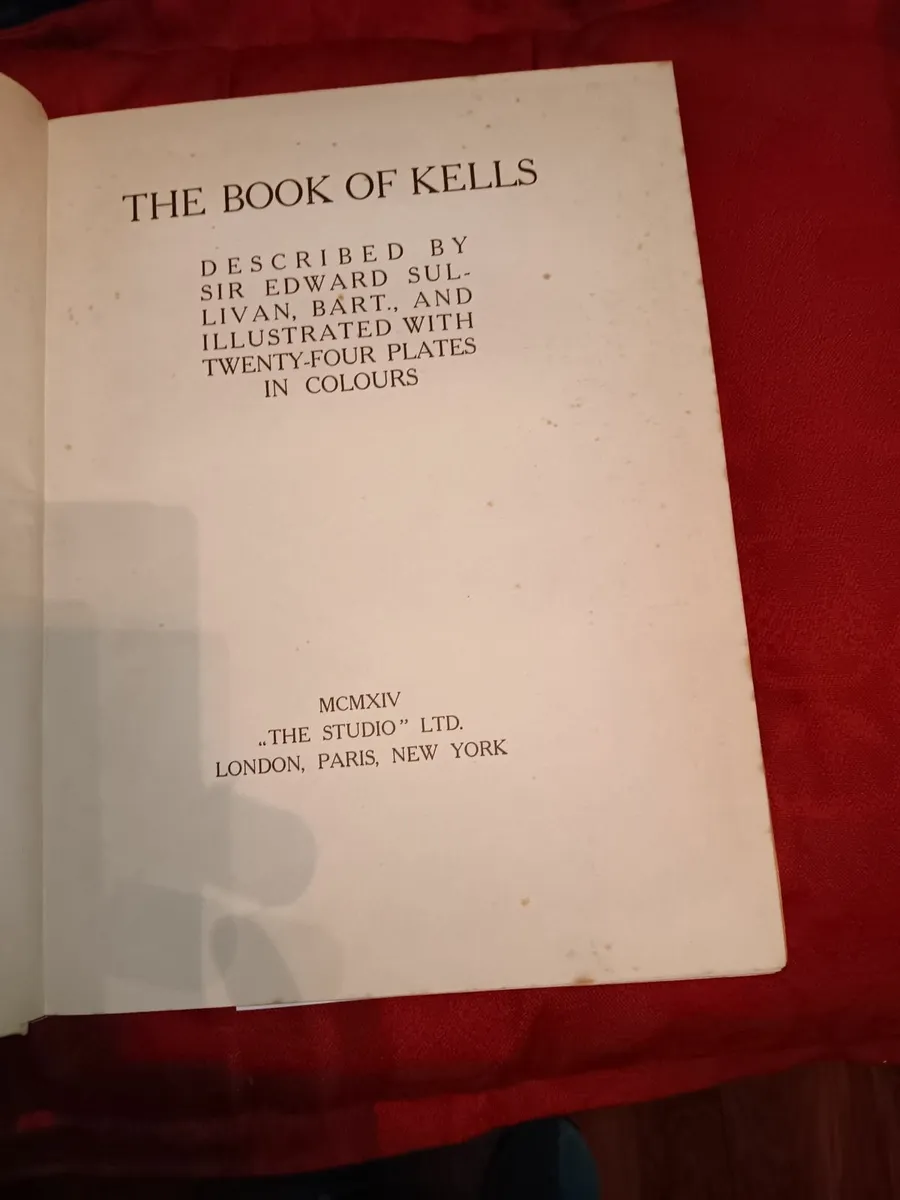 THE BOOK OF KELLS
DESCRIBED BY
SIR EDWARD SUL-
LIVAN, BART., AND
ILLUSTRATED WITH
TWENTY-FOUR PLATES
IN COLOURS
MCMXIV
„THE STUDIO” LTD.
LONDON, PARIS, NEW YORK